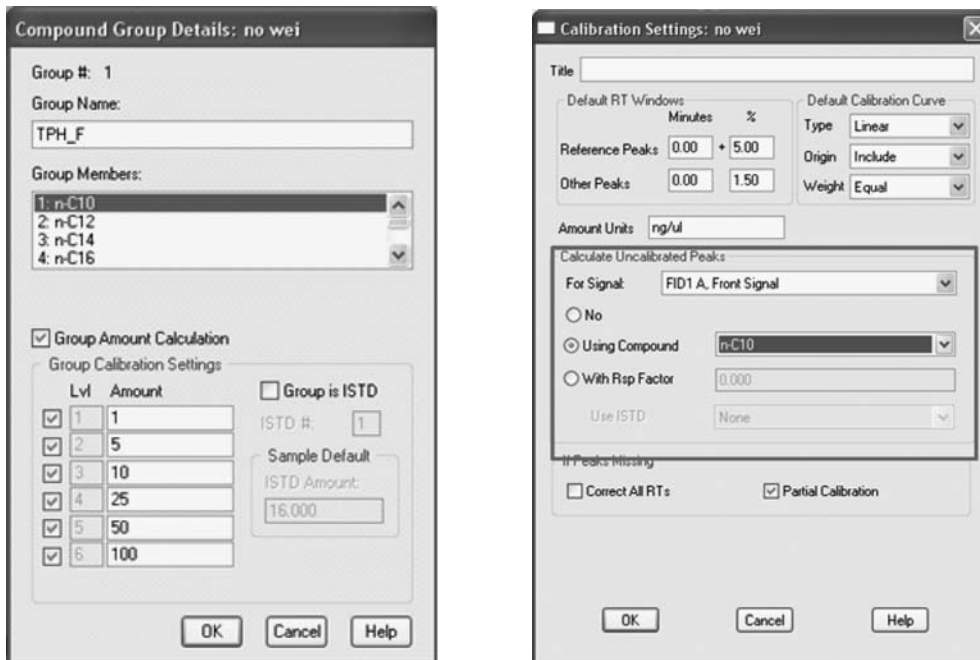 Compound Group Details: no wei
Group #: 1
Group Name:
TPH_F
Group Members:
1: n-C10
2: n-C12
3: n-C14
4: n-C16
Group Amount Calculation
Group Calibration Settings
Lvl Amount
1 1
2 5
3 10
4 25
5 50
6 100
Group is ISTD
ISTD #: 1
Sample Default
ISTD Amount:
16.000
OK Cancel Help
Calibration Settings: no wei
Title
Default RT Windows
Minutes %
Reference Peaks 0.00 + 5.00
Other Peaks 0.00 1.50
Default Calibration Curve
Type Linear
Origin Include
Weight Equal
Amount Units ng/ul
Calculate Uncalibrated Peaks
For Signal: FID1 A, Front Signal
No
Using Compound n-C10
With Rsp Factor 0.000
Use ISTD None
If Peaks Missing
Correct All RTs Partial Calibration
OK Cancel Help